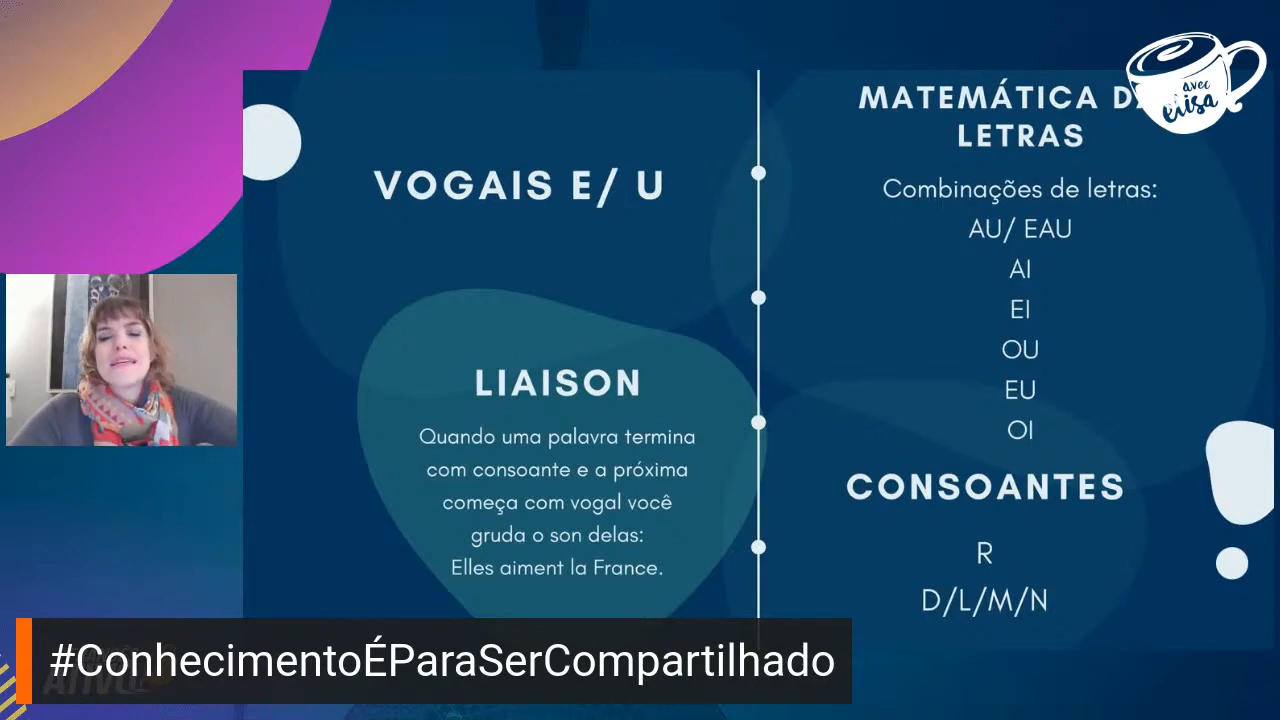 VOGAIS E/ U
LIAISON
Quando uma palavra termina
com consoante e a próxima
começa com vogal você
gruda o son delas:
Elles aiment la France.
MATEMÁTICA
LETRAS
Combinações de letras:
AU/ EAU
AI
EI
OU
EU
OI
CONSOANTES
R
D/L/M/N
avec
elisa
#ConhecimentoÉParaSerCompartilhado